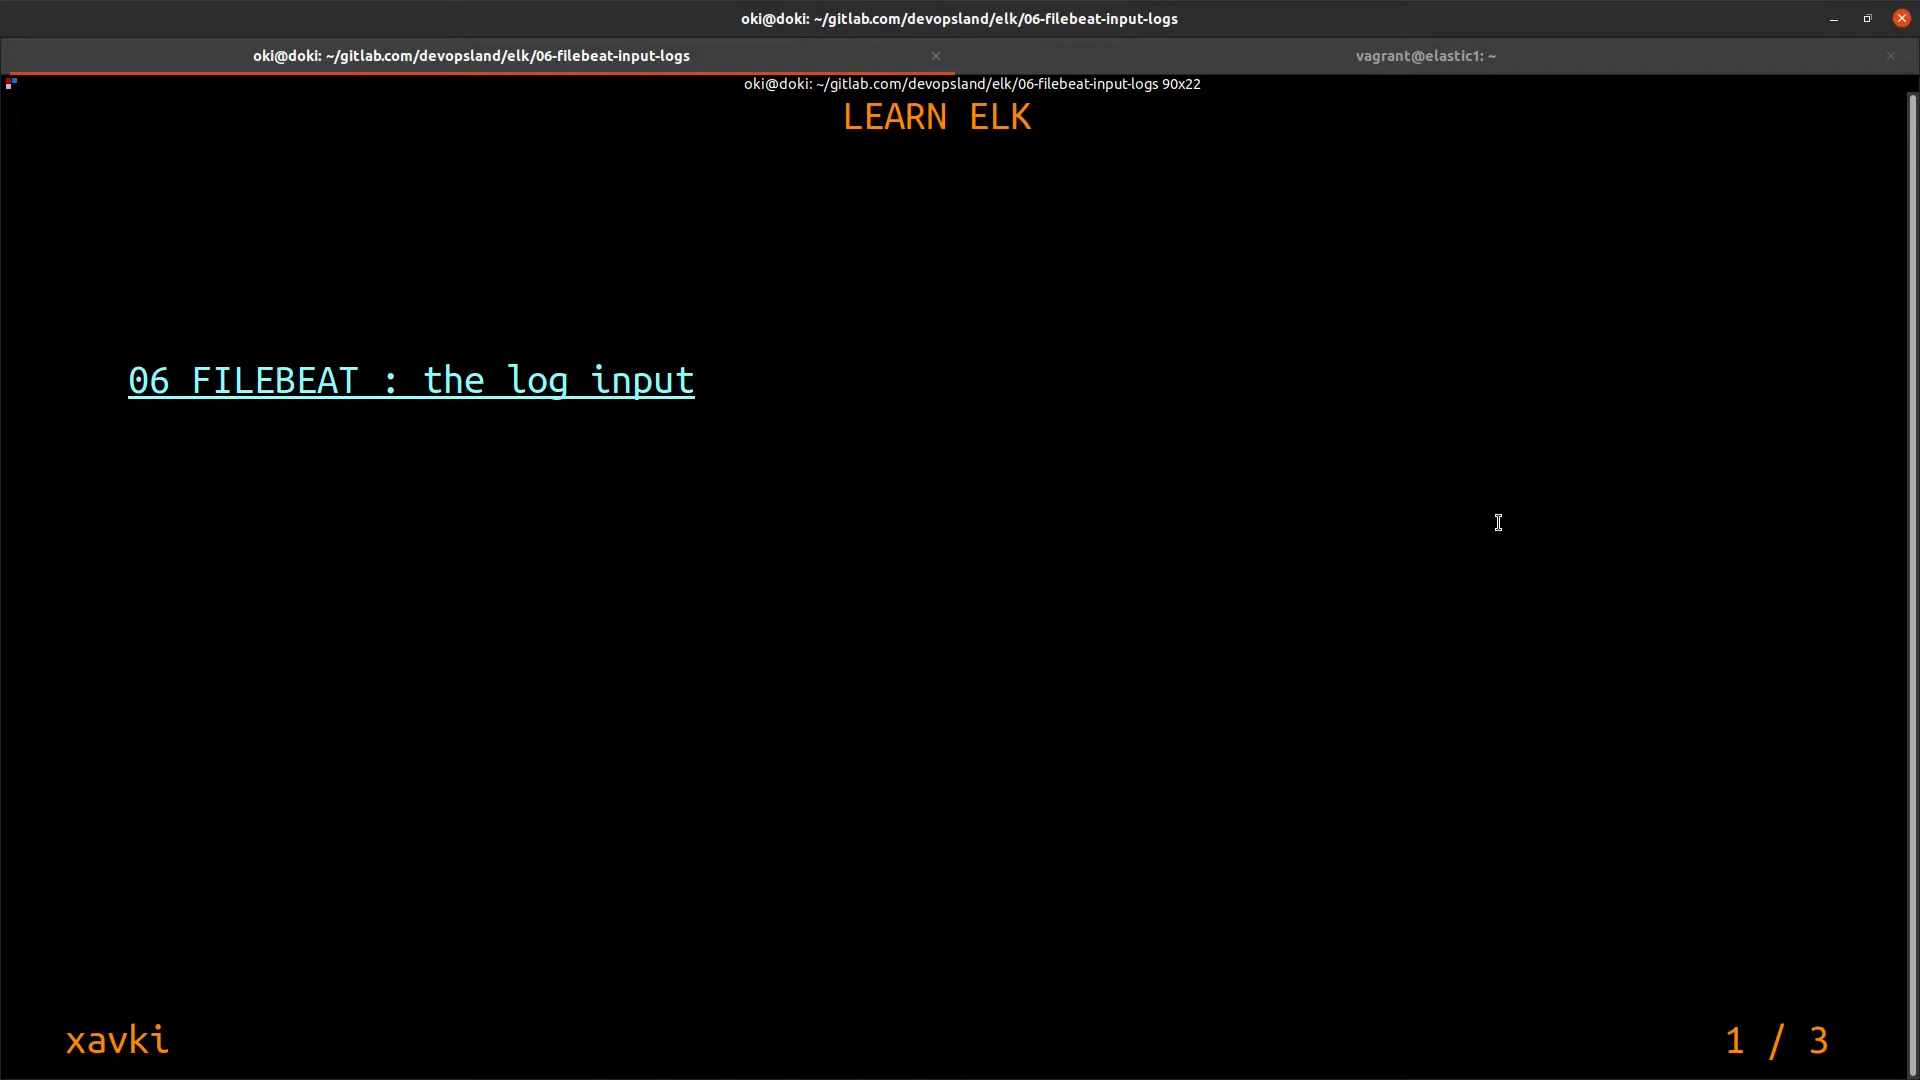 oki@doki: ~/gitlab.com/devopsland/elk/06-filebeat-input-logs
oki@doki: ~/gitlab.com/devopsland/elk/06-filebeat-input-logs
vagrant@elastic1: ~
oki@doki: ~/gitlab.com/devopsland/elk/06-filebeat-input-logs 90x22
LEARN ELK
06 FILEBEAT : the log input
xavki
1 / 3